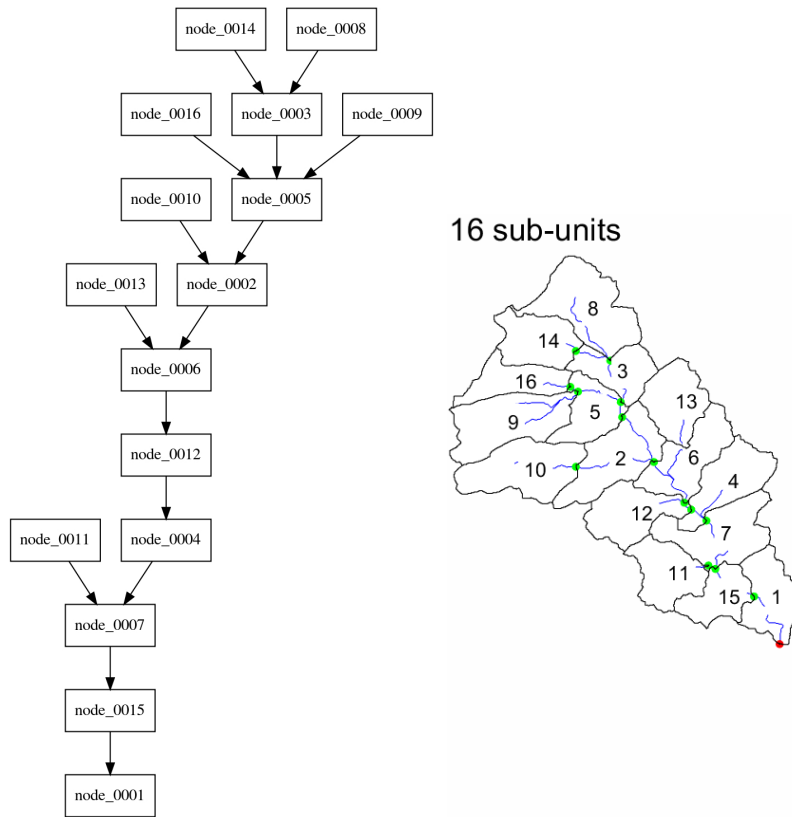 node_0014
node_0008
node_0016
node_0003
node_0009
node_0010
node_0005
node_0013
node_0002
node_0006
node_0012
node_0011
node_0004
node_0007
node_0015
node_0001
16 sub-units
8
14
3
16
13
5
9
6
2
10
4
12
7
11
15
1